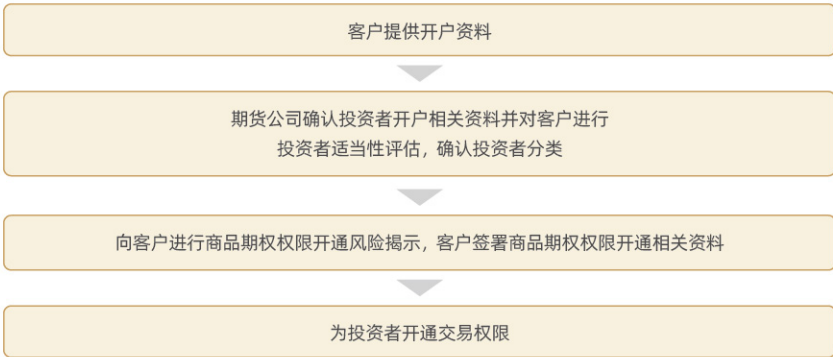 客户提供开户资料
期货公司确认投资者开户相关资料并对客户进行
投资者适当性评估，确认投资者分类
向客户进行商品期权权限开通风险揭示，客户签署商品期权权限开通相关资料
为投资者开通交易权限